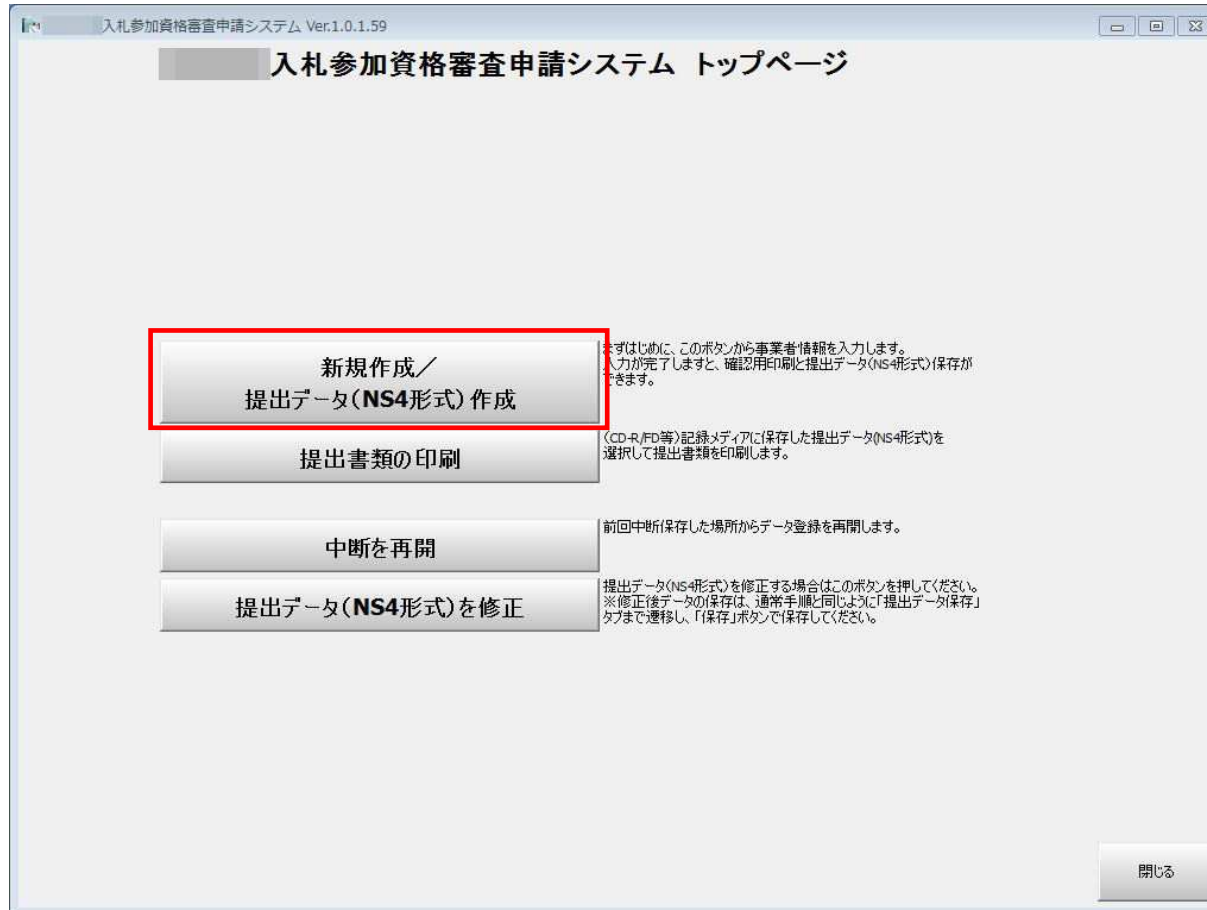 入札参加資格審査申請システム Ver.1.0.1.59
入札参加資格審査申請システム トップページ
新規作成／
提出データ(NS4形式)作成
まずはじめに、このボタンから事業者情報を入力します。
入力が完了しますと、確認用印刷と提出データ(NS4形式)保存が
できます。
提出書類の印刷
(CD-R/FD等)記録メディアに保存した提出データ(NS4形式)を
選択して提出書類を印刷します。
中断を再開
前回中断保存した場所からデータ登録を再開します。
提出データ(NS4形式)を修正
提出データ(NS4形式)を修正する場合はこのボタンを押してください。
※修正後データの保存は、通常手順と同じように「提出データ保存」
タブまで遷移し、「保存」ボタンで保存してください。
閉じる